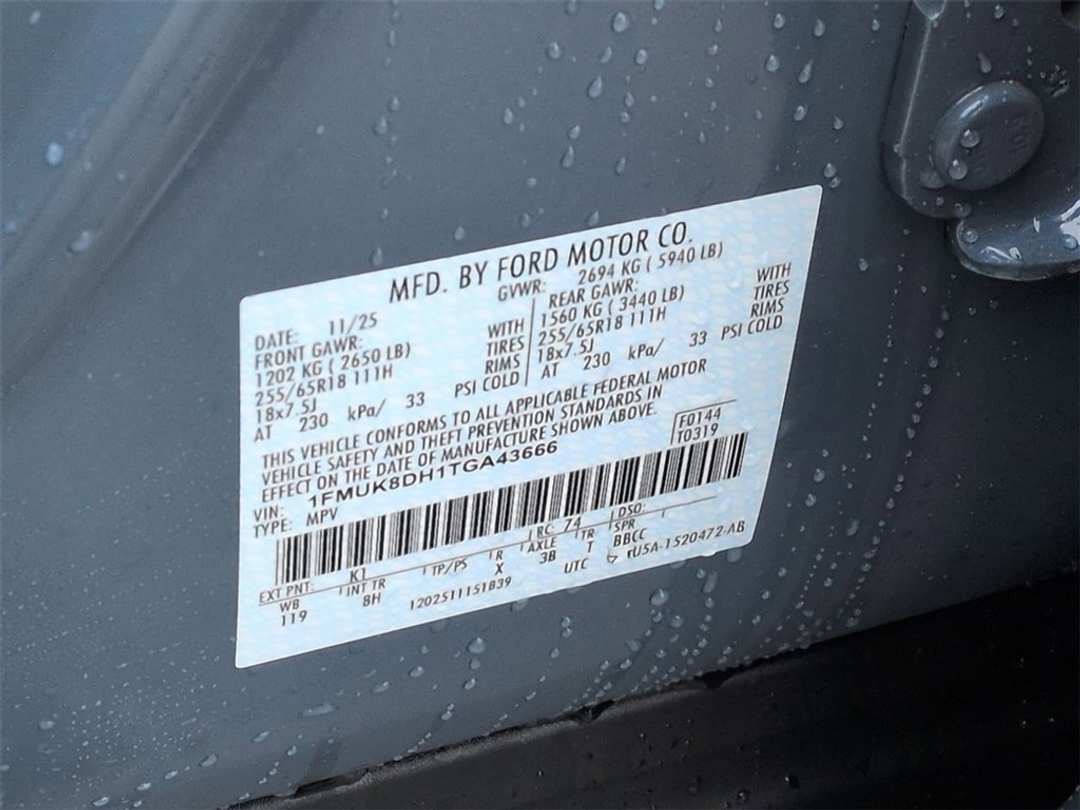 MFD. BY FORD MOTOR CO.
DATE: 11/25
GVWR: 2694 KG ( 5940 LB)
FRONT GAWR:
1202 KG ( 2650 LB)
255/65R18 111H
18x7.5J
AT 230 kPa/ 33 PSI COLD
WITH
TIRES
RIMS
REAR GAWR:
1560 KG ( 3440 LB)
255/65R18 111H
18x7.5J
AT 230 kPa/ 33 PSI COLD
WITH
TIRES
RIMS
THIS VEHICLE CONFORMS TO ALL APPLICABLE FEDERAL MOTOR
VEHICLE SAFETY AND THEFT PREVENTION STANDARDS IN
EFFECT ON THE DATE OF MANUFACTURE SHOWN ABOVE.
VIN: 1FMUK8DH1TGA43666
TYPE: MPV
F0144
T0319
EXT PNT: K1 RC: 74 DSO:
WB INT TR TP/PS R AXLE TR SPR
119 BH X 3B T BBCC
1202511151839 UTC
U5A-1520472-AB